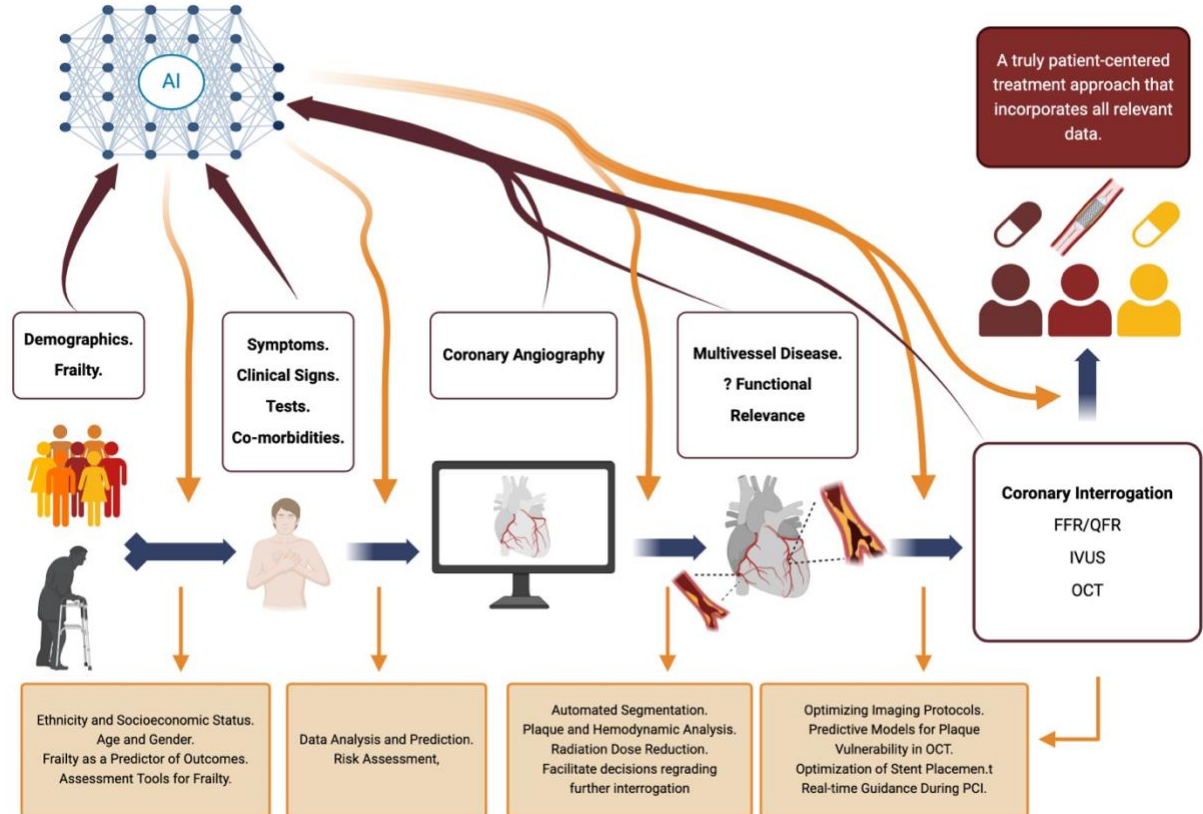 AI
A truly patient-centered
treatment approach that
incorporates all relevant
data.
Demographics.
Frailty.
Symptoms.
Clinical Signs.
Tests.
Co-morbidities.
Coronary Angiography
Multivessel Disease.
? Functional
Relevance
Coronary Interrogation
FFR/QFR
IVUS
OCT
Ethnicity and Socioeconomic Status.
Age and Gender.
Frailty as a Predictor of Outcomes.
Assessment Tools for Frailty.
Data Analysis and Prediction.
Risk Assessment,
Automated Segmentation.
Plaque and Hemodynamic Analysis.
Radiation Dose Reduction.
Facilitate decisions regrading
further interrogation
Optimizing Imaging Protocols.
Predictive Models for Plaque
Vulnerability in OCT.
Optimization of Stent Placemen.t
Real-time Guidance During PCI.